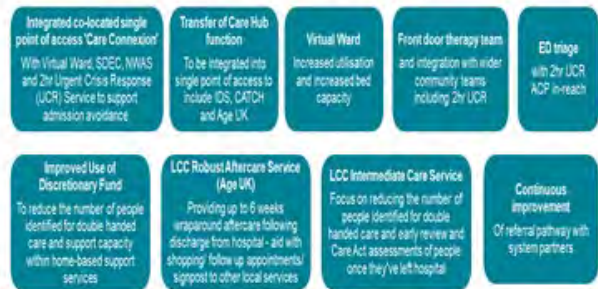 Integrated co-located single
point of access 'Care Connexion'
With Virtual Ward, SDEC, NWAS
and 2hr Urgent Crisis Response
(UCR) Service to support
admission avoidance
Transfer of Care Hub
function
To be integrated into
single point of access to
include IDS, CATCH
and Age UK
Virtual Ward
Increased utilisation
and increased bed
capacity
Front door therapy team
and integration with wider
community teams
including 2hr UCR
ED triage
with 2hr UCR
ACP in-reach
Improved Use of
Discretionary Fund
To reduce the number of people
identified for double handed
care and support capacity
within home-based support
services
LCC Robust Aftercare Service
(Age UK)
Providing up to 6 weeks
wraparound aftercare following
discharge from hospital - aid with
shopping/ follow up appointments/
signpost to other local services
LCC Intermediate Care Service
Focus on reducing the number of
people identified for double
handed care and early review and
Care Act assessments of people
once they've left hospital
Continuous
improvement
Of referral pathway with
system partners